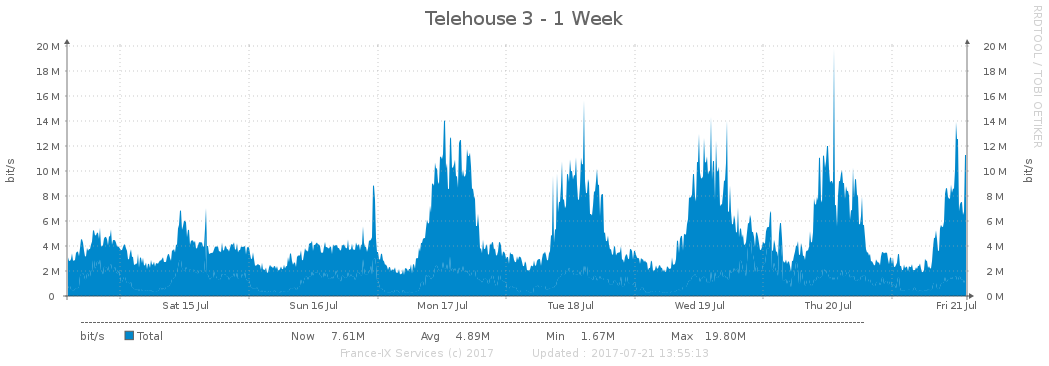 Telehouse 3 - 1 Week
RRDTOOL / TOBI OETIKER
20 M 20 M
18 M 18 M
16 M 16 M
14 M 14 M
12 M 12 M
10 M 10 M
8 M 8 M
6 M 6 M
4 M 4 M
2 M 2 M
0 0 M
bit/s bit/s
Sat 15 Jul Sun 16 Jul Mon 17 Jul Tue 18 Jul Wed 19 Jul Thu 20 Jul Fri 21 Jul
bit/s Total Now 7.61M Avg 4.89M Min 1.67M Max 19.80M
France-IX Services (c) 2017 Updated : 2017-07-21 13:55:13